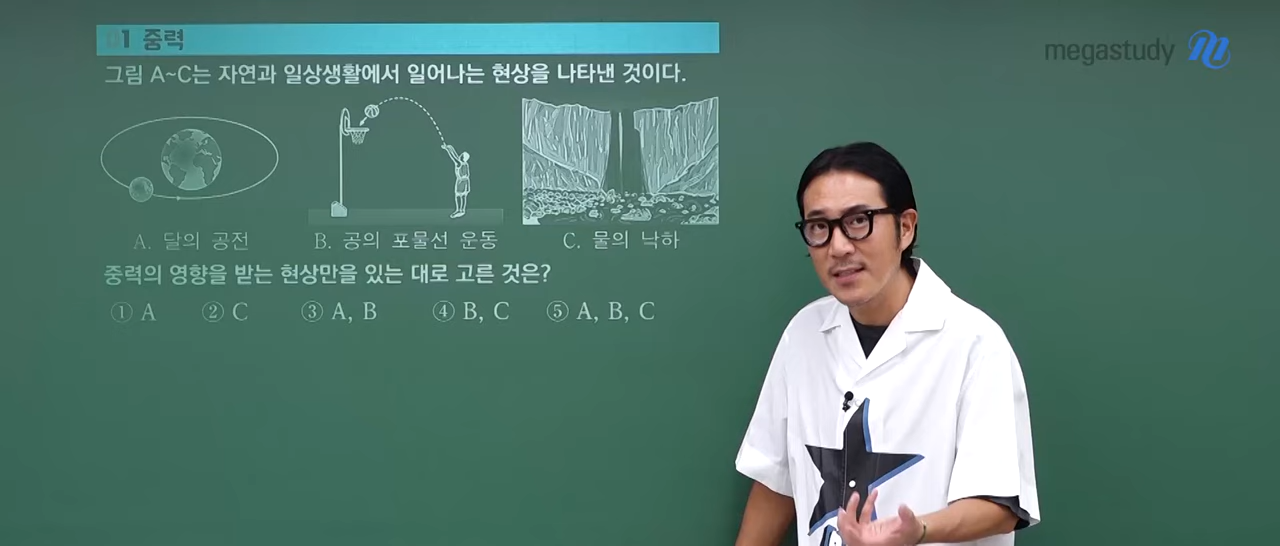 01 중력
megastudy
그림 A~C는 자연과 일상생활에서 일어나는 현상을 나타낸 것이다.
A. 달의 공전
B. 공의 포물선 운동
C. 물의 낙하
중력의 영향을 받는 현상만을 있는 대로 고른 것은?
① A ② C ③ A, B ④ B, C ⑤ A, B, C